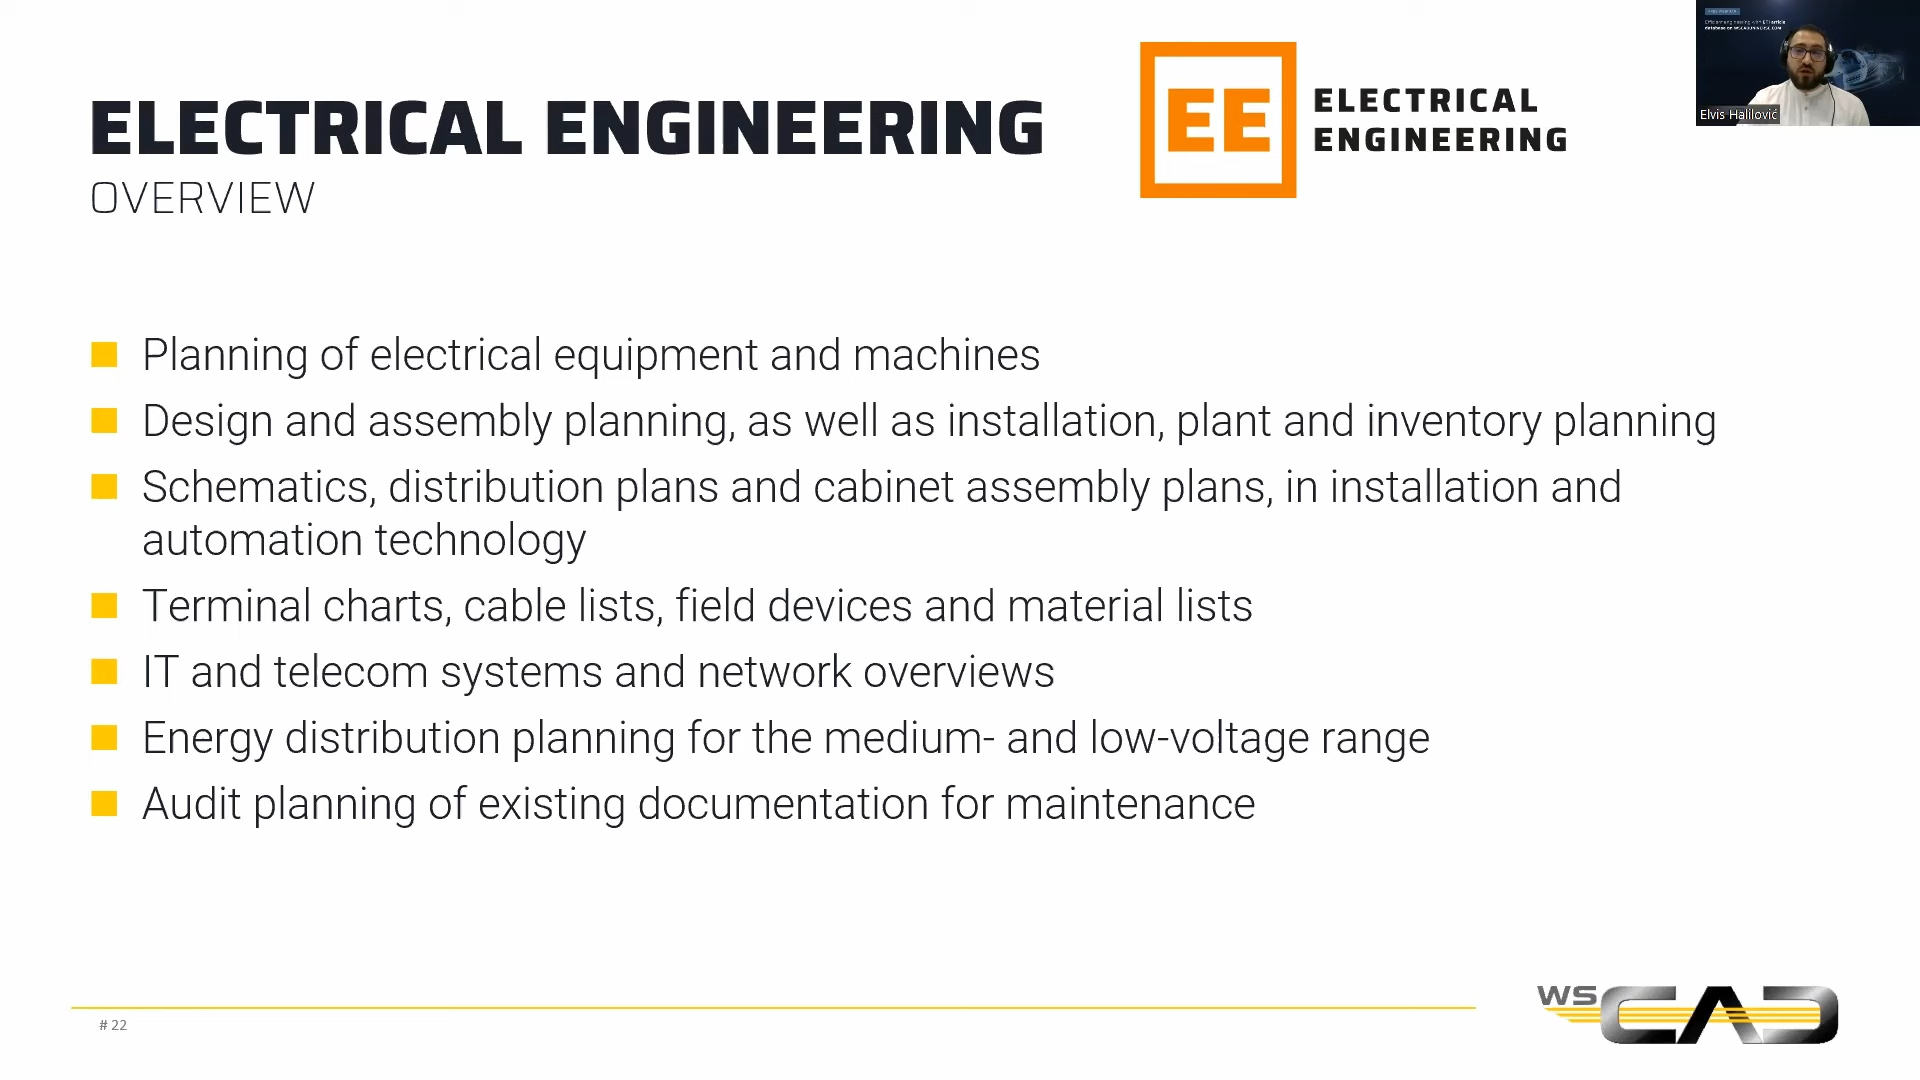 ELECTRICAL ENGINEERING
OVERVIEW
EE
ELECTRICAL
ENGINEERING
Elvis Halilović
Planning of electrical equipment and machines
Design and assembly planning, as well as installation, plant and inventory planning
Schematics, distribution plans and cabinet assembly plans, in installation and
automation technology
Terminal charts, cable lists, field devices and material lists
IT and telecom systems and network overviews
Energy distribution planning for the medium- and low-voltage range
Audit planning of existing documentation for maintenance
# 22
WS CAD